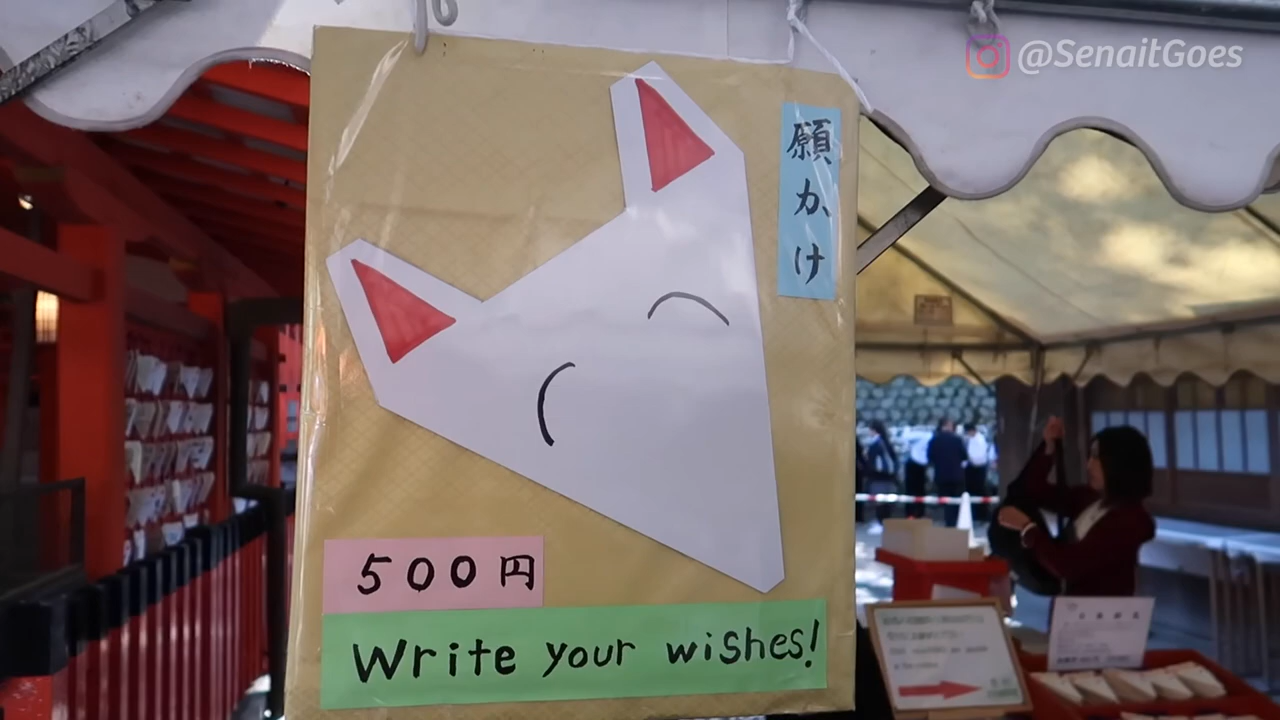 @SenaitGoes
願かけ
500円
Write your wishes!